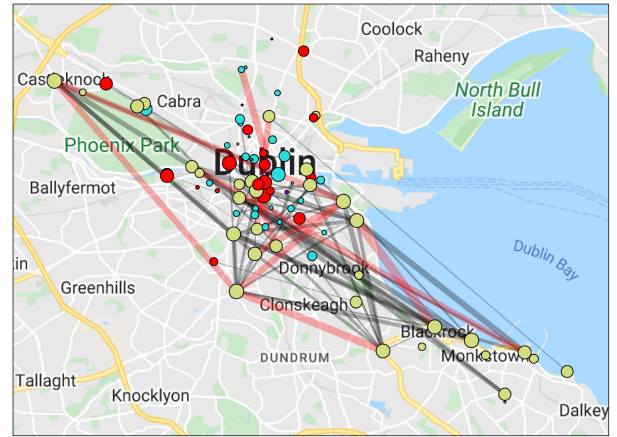 Coolock
Raheny
Castleknock
North Bull
Island
Cabra
Phoenix Park
Dublin
Ballyfermot
Dublin Bay
in
Donnybrook
Greenhills
Clonskeagh
Blackrock
DUNDRUM
Monkstown
Tallaght
Knocklyon
Dalkey